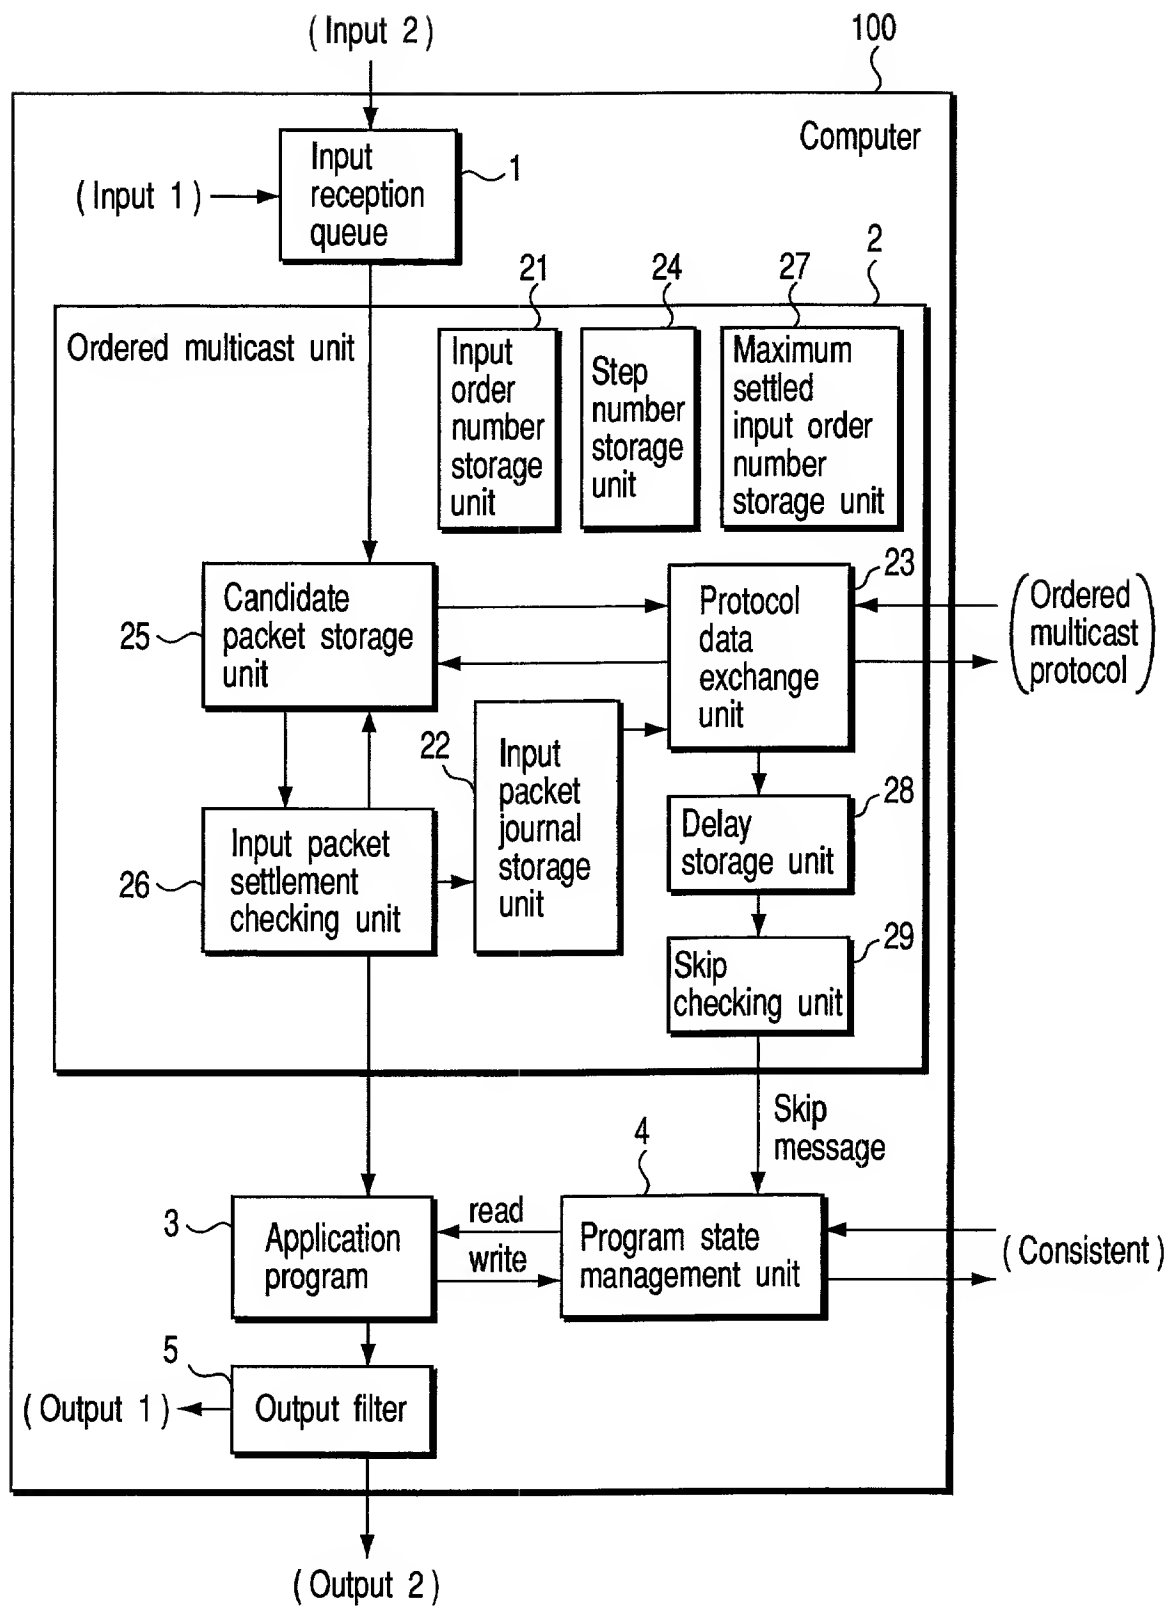 ( Input 2 )
100
Computer
Input
reception
queue
1
( Input 1 )
2
21
24
27
Ordered multicast unit
Input
order
number
storage
unit
Step
number
storage
unit
Maximum
settled
input order
number
storage unit
23
Candidate
packet storage
unit
25
Protocol
data
exchange
unit
( Ordered
multicast
protocol )
22
Input
packet
journal
storage
unit
28
Delay
storage unit
Input packet
settlement
checking unit
26
29
Skip
checking unit
Skip
message
4
3
Application
program
read
write
Program state
management unit
( Consistent )
5
Output filter
( Output 1 )
( Output 2 )